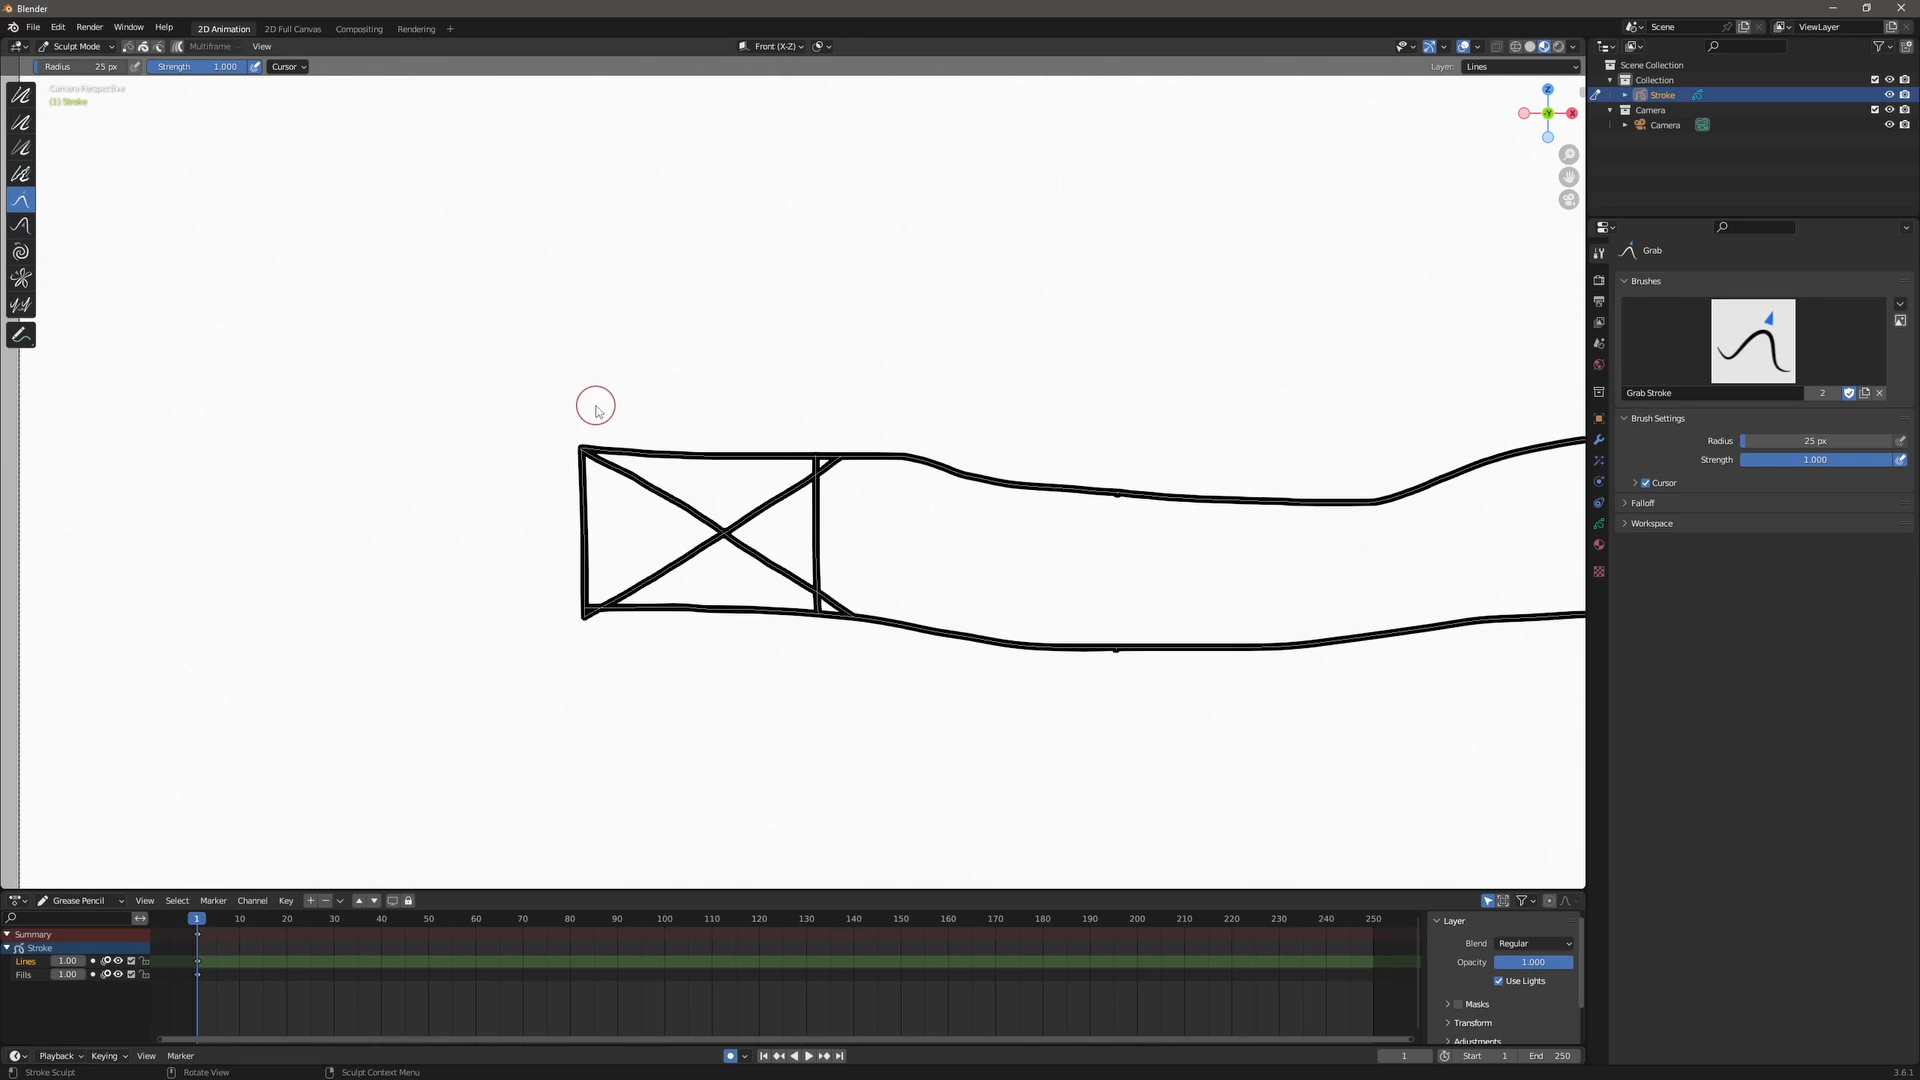 Blender
File Edit Render Window Help 2D Animation 2D Full Canvas Compositing Rendering + Scene ViewLayer
Sculpt Mode Multiframe View Front (X-Z)
Radius 25 px Strength 1.000 Cursor Layer: Lines
Camera Perspective
(1) Stroke
Z
-Y
X
Scene Collection
Collection
Stroke
Camera
Camera
Grab
Brushes
Grab Stroke 2
Brush Settings
Radius 25 px
Strength 1.000
Cursor
Falloff
Workspace
Grease Pencil View Select Marker Channel Key
1 10 20 30 40 50 60 70 80 90 100 110 120 130 140 150 160 170 180 190 200 210 220 230 240 250
Summary
Stroke
Lines 1.00
Fills 1.00
Layer
Blend Regular
Opacity 1.000
Use Lights
Masks
Transform
Adjustments
Playback Keying View Marker 1 Start 1 End 250
Stroke Sculpt Rotate View Sculpt Context Menu 3.6.1